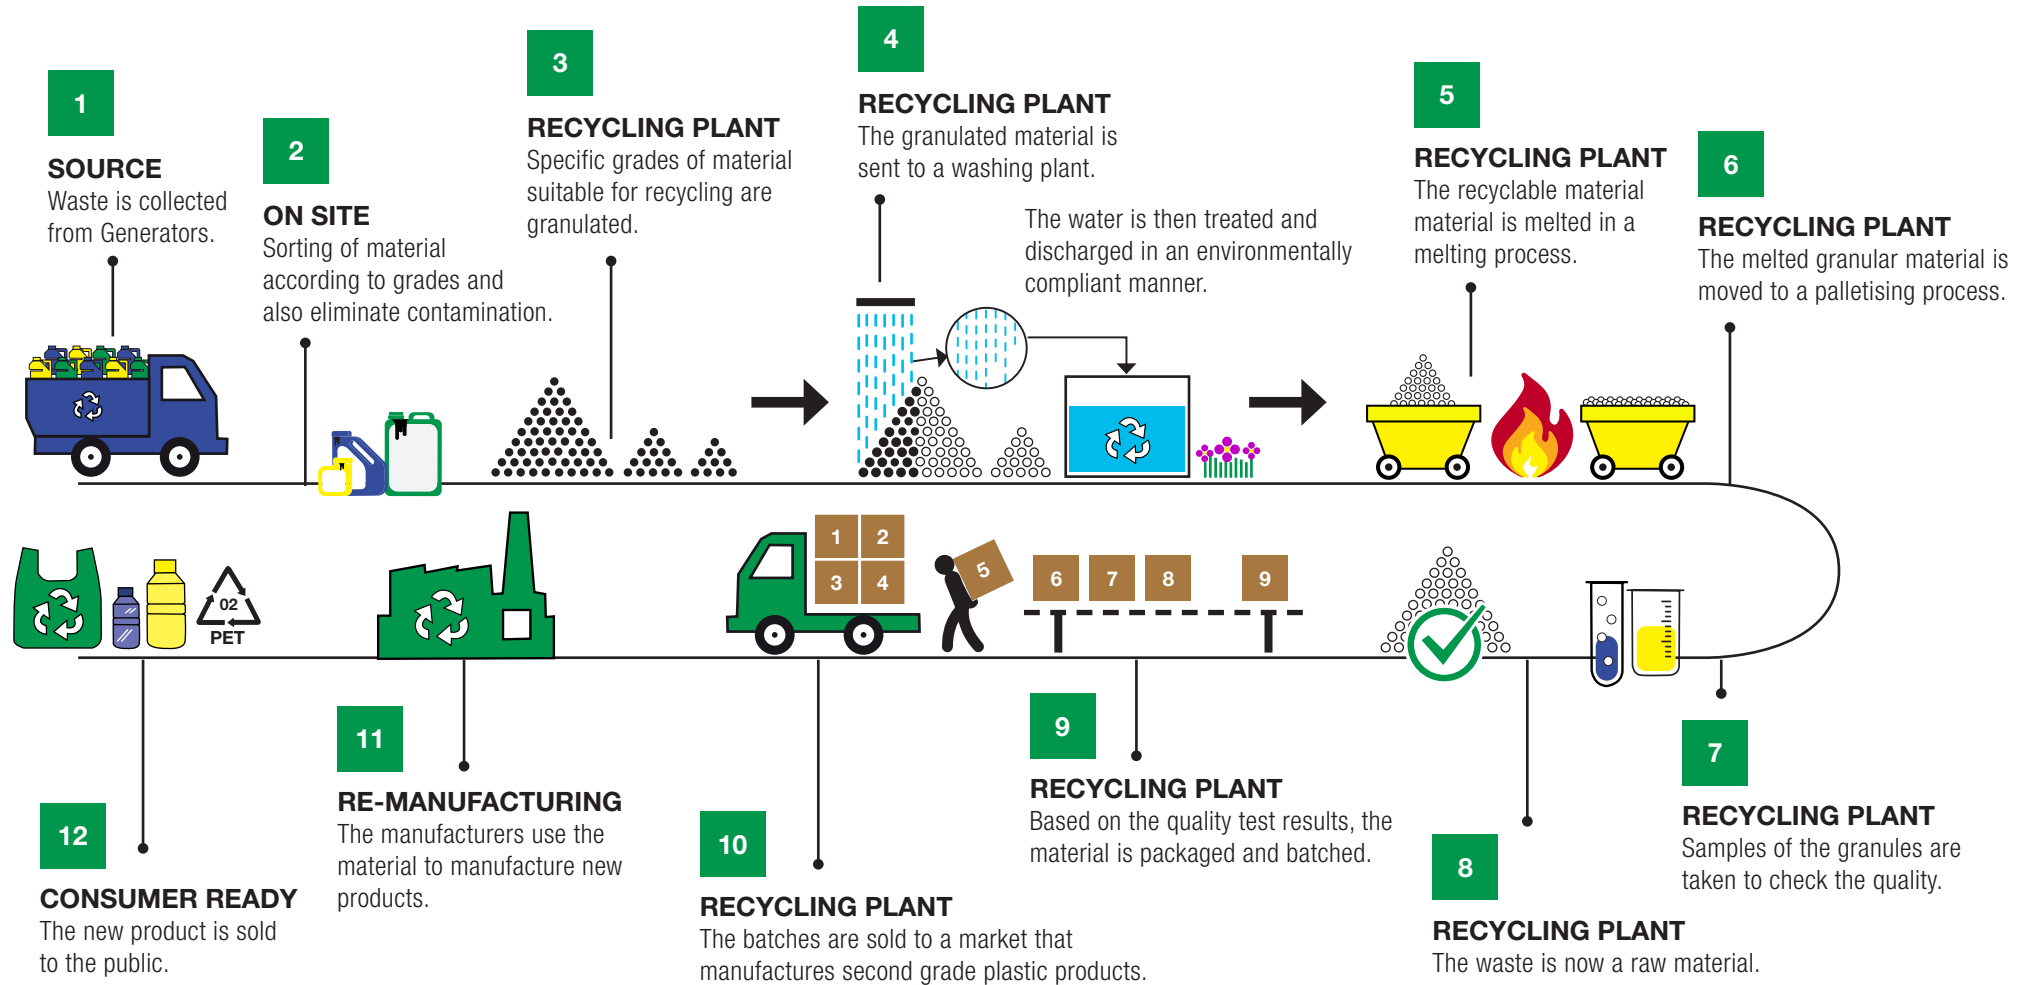 1
SOURCE
Waste is collected
from Generators.
2
ON SITE
Sorting of material
according to grades and
also eliminate contamination.
3
RECYCLING PLANT
Specific grades of material
suitable for recycling are
granulated.
4
RECYCLING PLANT
The granulated material is
sent to a washing plant.
The water is then treated and
discharged in an environmentally
compliant manner.
5
RECYCLING PLANT
The recyclable material
material is melted in a
melting process.
6
RECYCLING PLANT
The melted granular material is
moved to a palletising process.
7
RECYCLING PLANT
Samples of the granules are
taken to check the quality.
8
RECYCLING PLANT
The waste is now a raw material.
1 2
3 4
5
6 7 8 9
9
RECYCLING PLANT
Based on the quality test results, the
material is packaged and batched.
10
RECYCLING PLANT
The batches are sold to a market that
manufactures second grade plastic products.
11
RE-MANUFACTURING
The manufacturers use the
material to manufacture new
products.
02
PET
12
CONSUMER READY
The new product is sold
to the public.